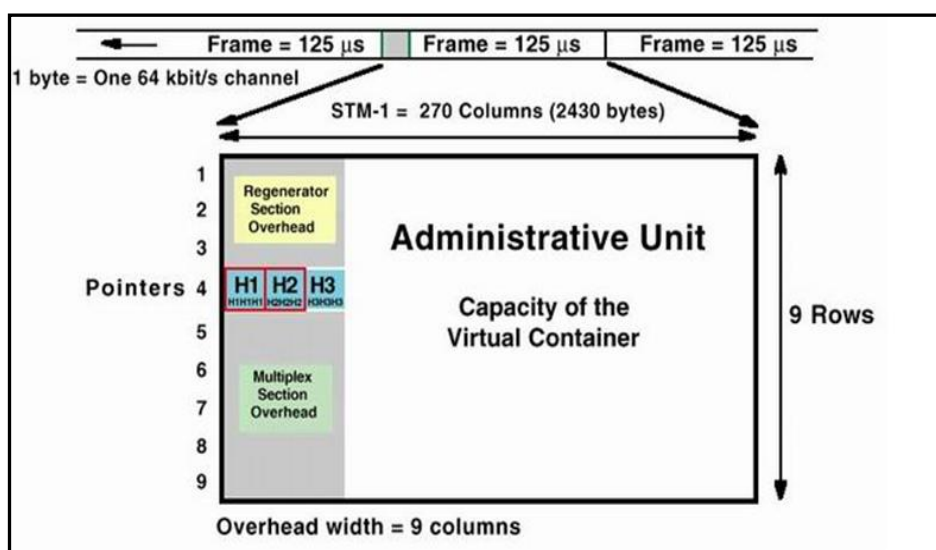 Frame = 125 μs Frame = 125 μs Frame = 125 μs
1 byte = One 64 kbit/s channel
STM-1 = 270 Columns (2430 bytes)
1
Regenerator
2
Section
Overhead
3
Administrative Unit
Pointers 4
H1 H2 H3
H1H1H1 H2H2H2 H3H3H3
Capacity of the
Virtual Container
9 Rows
5
6
Multiplex
Section
7
Overhead
8
9
Overhead width = 9 columns